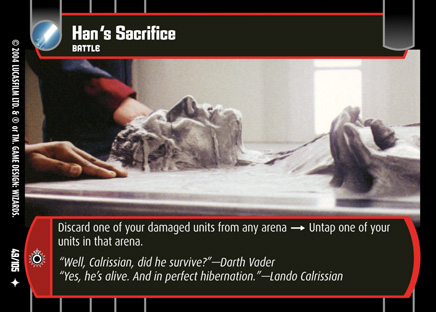 Han's Sacrifice
BATTLE
Discard one of your damaged units from any arena → Untap one of your
units in that arena.
“Well, Calrissian, did he survive?”—Darth Vader
“Yes, he's alive. And in perfect hibernation.”—Lando Calrissian
© 2004 LUCASFILM LTD. & ® or TM. GAME DESIGN: WIZARDS.
49/105